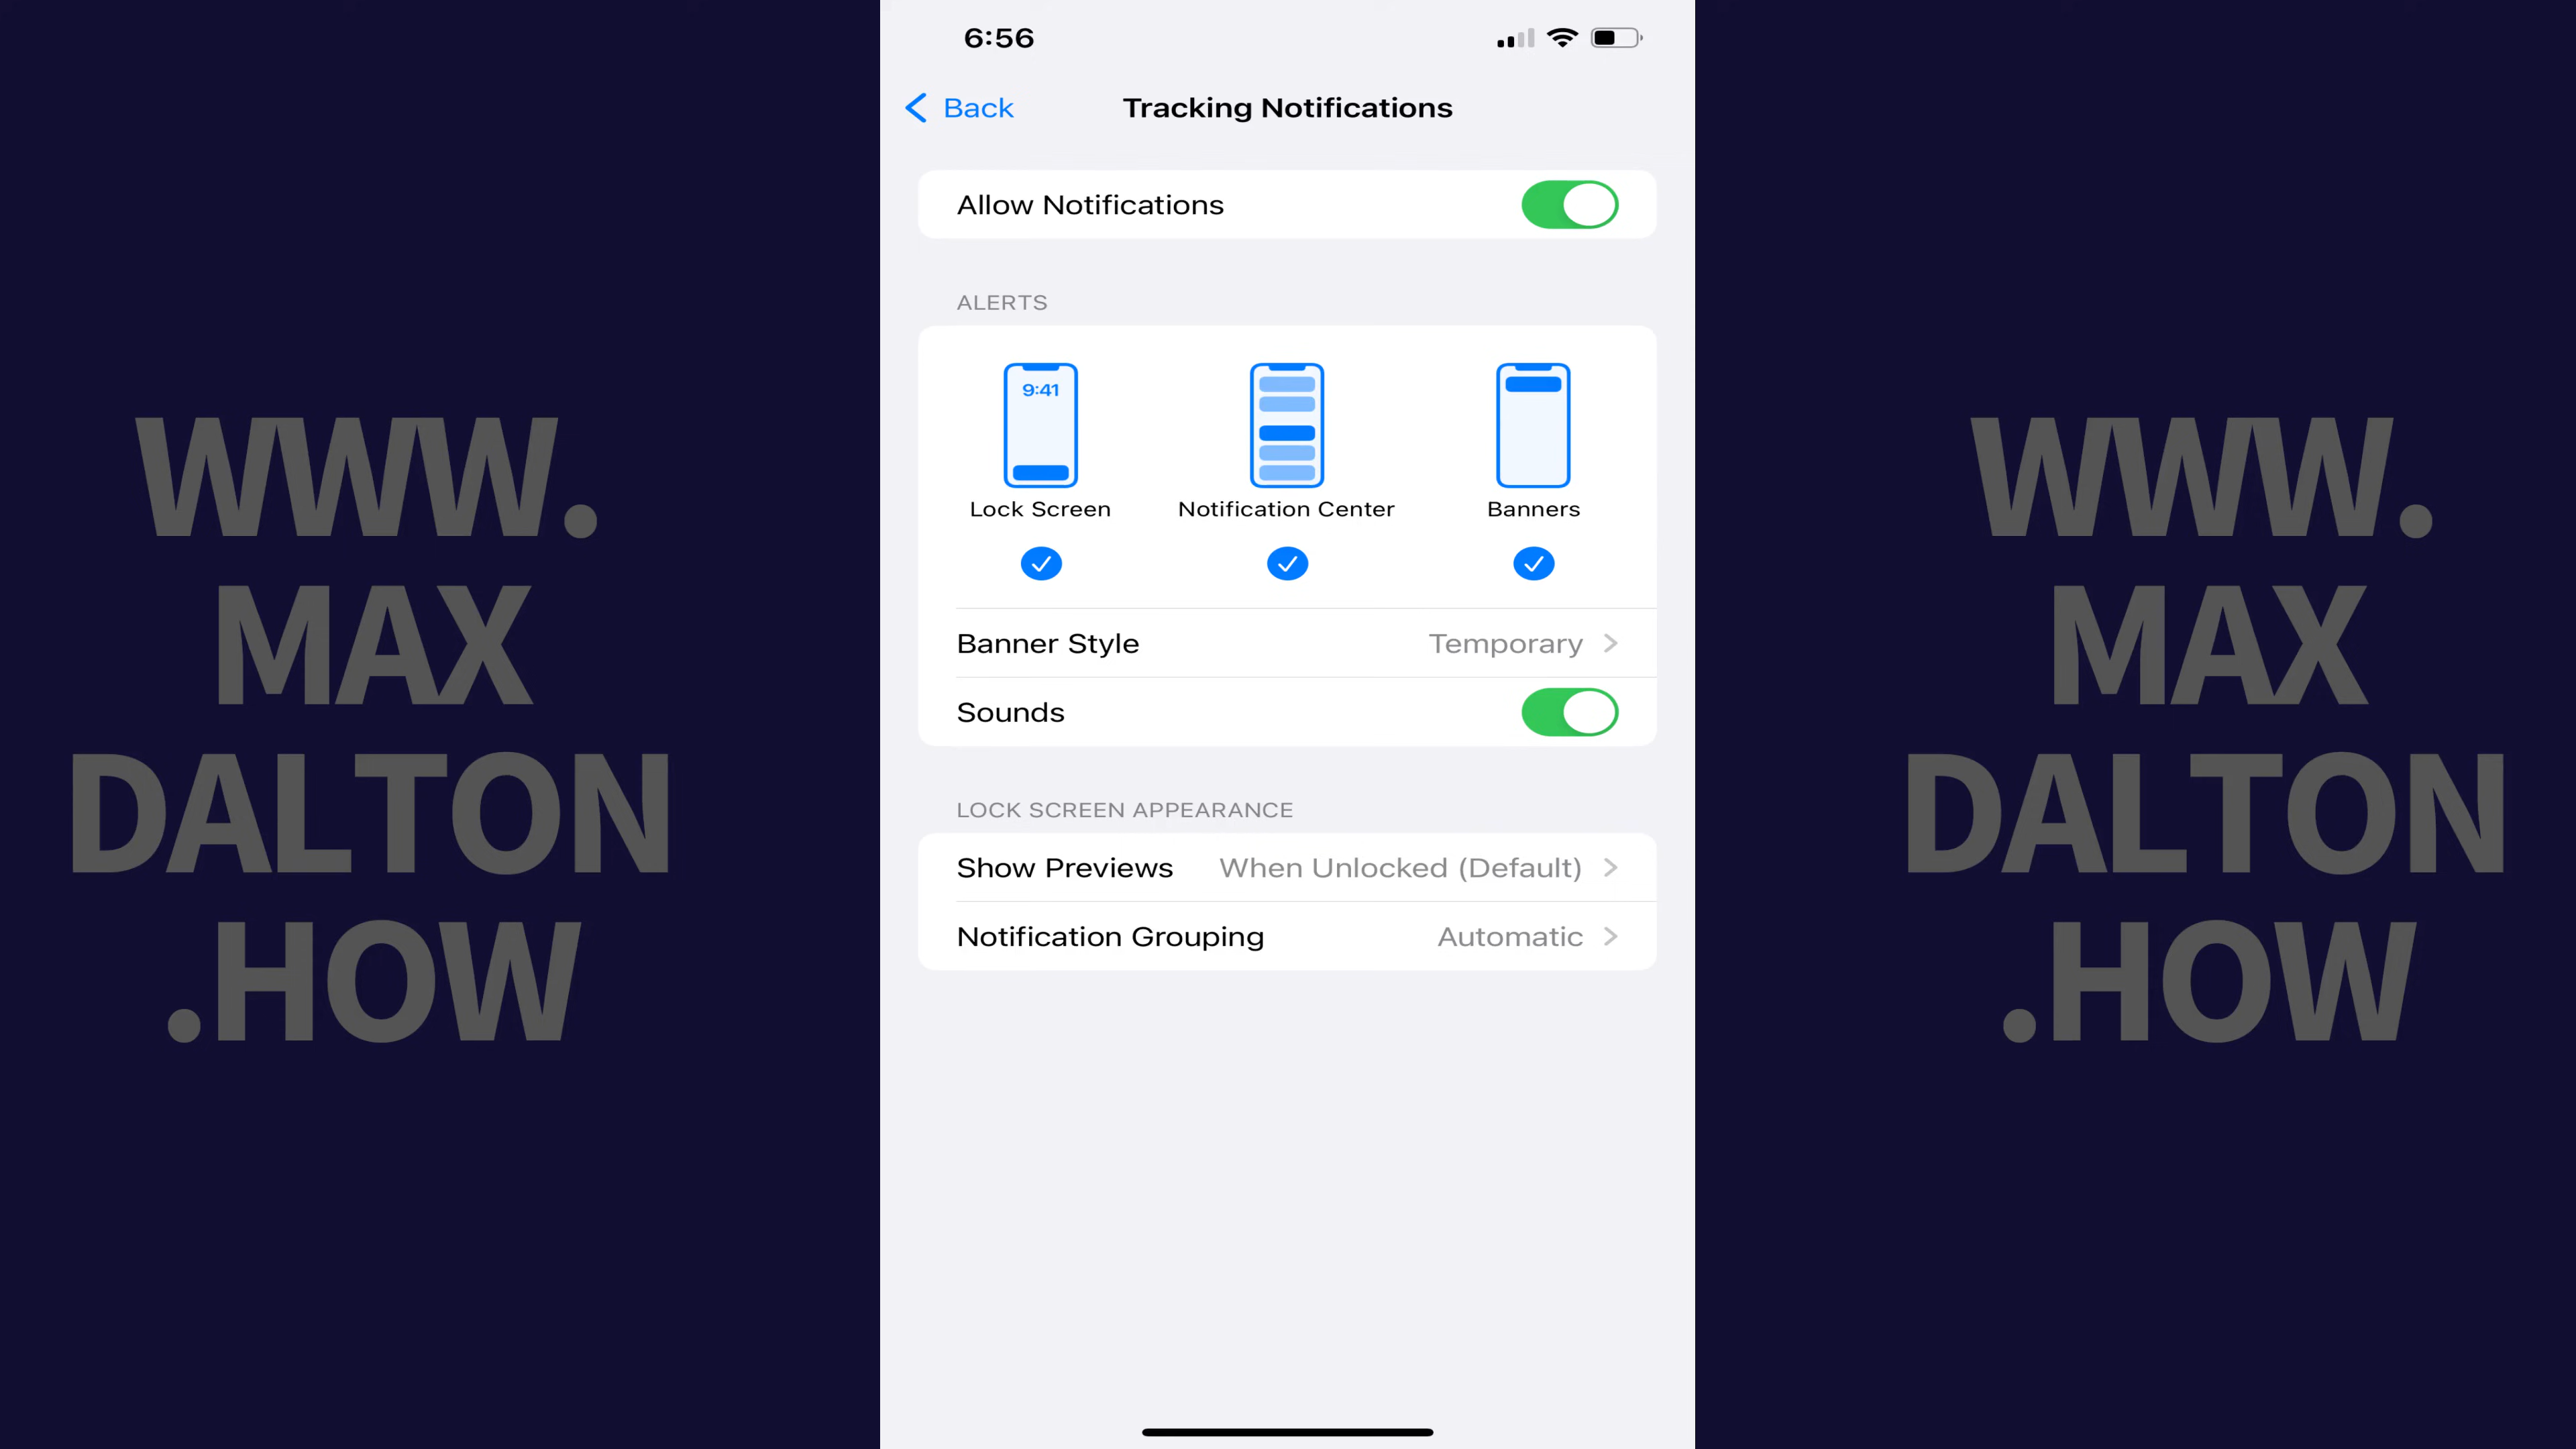 6:56
Back
Tracking Notifications
Allow Notifications
ALERTS
9:41
Lock Screen
Notification Center
Banners
Banner Style
Temporary
Sounds
LOCK SCREEN APPEARANCE
Show Previews
When Unlocked (Default)
Notification Grouping
Automatic
WWW.
MAX
DALTON
.HOW
WWW.
MAX
DALTON
.HOW